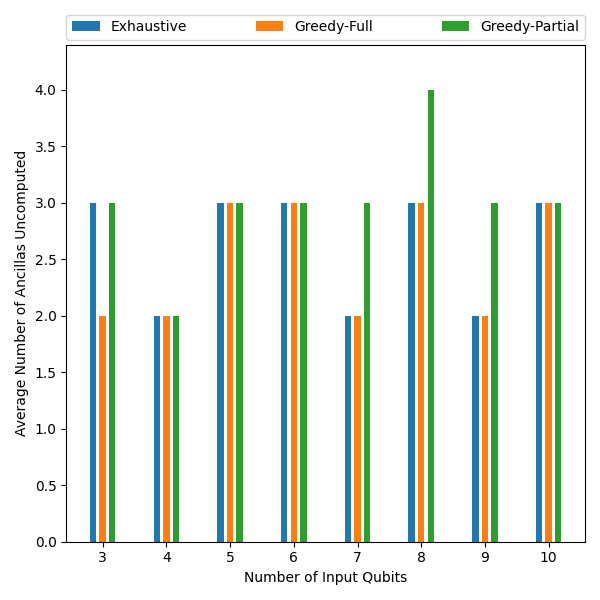 Exhaustive Greedy-Full Greedy-Partial
4.0
3.5
3.0
2.5
2.0
1.5
1.0
0.5
0.0
Average Number of Ancillas Uncomputed
3 4 5 6 7 8 9 10
Number of Input Qubits